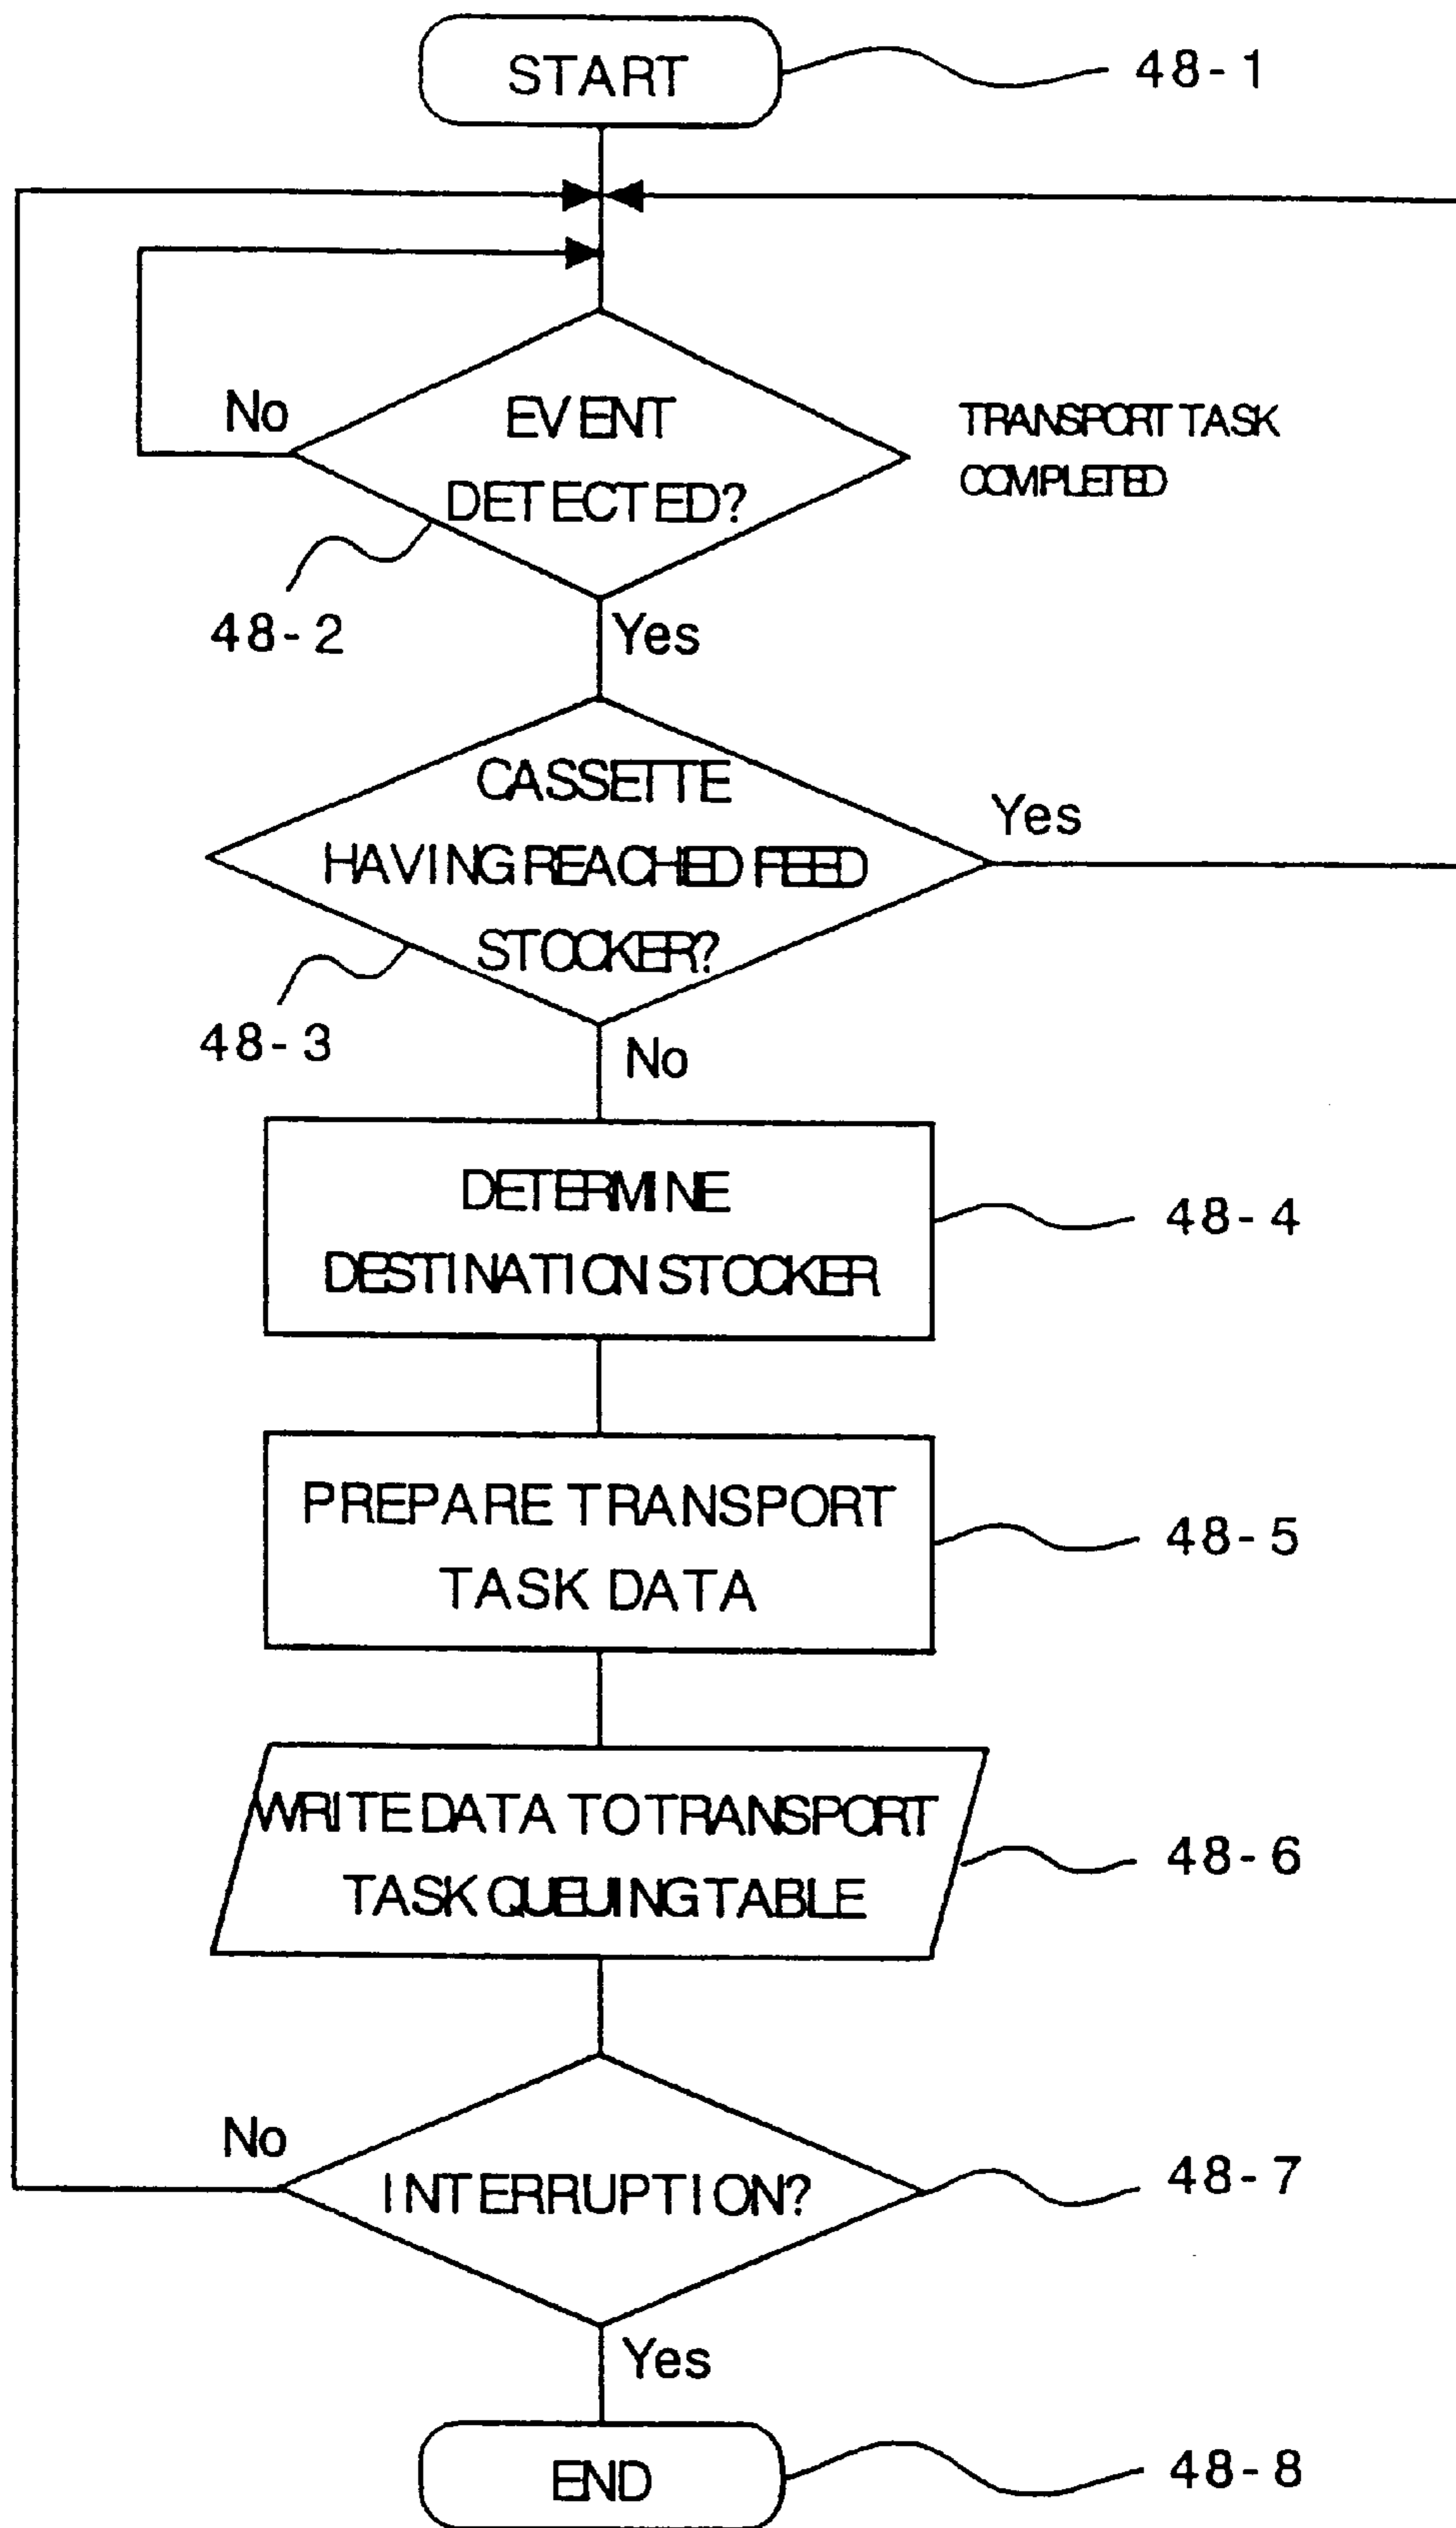 START
48-1
No
EVENT
DETECTED?
TRANSPORT TASK
COMPLETED
48-2
Yes
CASSETTE
HAVING REACHED FEED
STOCKER?
Yes
48-3
No
DETERMINE
DESTINATION STOCKER
48-4
PREPARE TRANSPORT
TASK DATA
48-5
WRITE DATA TO TRANSPORT
TASK QUEUING TABLE
48-6
No
INTERRUPTION?
48-7
Yes
END
48-8